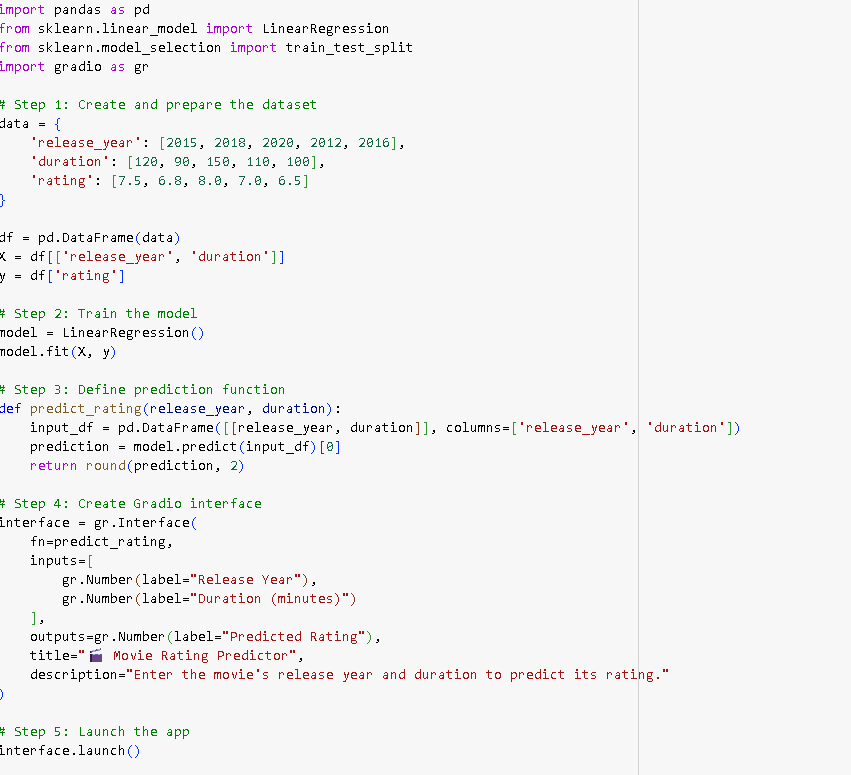 import pandas as pd
from sklearn.linear_model import LinearRegression
from sklearn.model_selection import train_test_split
import gradio as gr

# Step 1: Create and prepare the dataset
data = {
    'release_year': [2015, 2018, 2020, 2012, 2016],
    'duration': [120, 90, 150, 110, 100],
    'rating': [7.5, 6.8, 8.0, 7.0, 6.5]
}

df = pd.DataFrame(data)
X = df[['release_year', 'duration']]
y = df['rating']

# Step 2: Train the model
model = LinearRegression()
model.fit(X, y)

# Step 3: Define prediction function
def predict_rating(release_year, duration):
    input_df = pd.DataFrame([[release_year, duration]], columns=['release_year', 'duration'])
    prediction = model.predict(input_df)[0]
    return round(prediction, 2)

# Step 4: Create Gradio interface
interface = gr.Interface(
    fn=predict_rating,
    inputs=[
        gr.Number(label="Release Year"),
        gr.Number(label="Duration (minutes)")
    ],
    outputs=gr.Number(label="Predicted Rating"),
    title="🎬 Movie Rating Predictor",
    description="Enter the movie's release year and duration to predict its rating."
)

# Step 5: Launch the app
interface.launch()